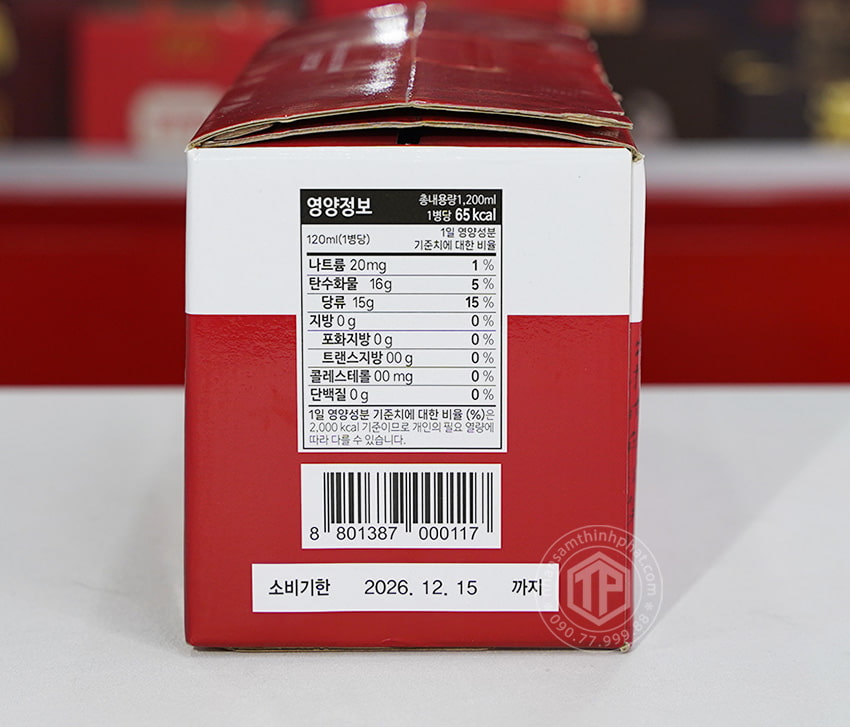 영양정보
총내용량1,200ml
1병당 65 kcal
120ml(1병당)
1일 영양성분
기준치에 대한 비율
나트륨 20mg 1 %
탄수화물 16g 5 %
당류 15g 15 %
지방 0 g 0 %
포화지방 0 g 0 %
트랜스지방 00 g 0 %
콜레스테롤 00 mg 0 %
단백질 0 g 0 %
1일 영양성분 기준치에 대한 비율 (%)은
2,000 kcal 기준이므로 개인의 필요 열량에
따라 다를 수 있습니다.
8 801387 000117
소비기한 2026. 12. 15 까지
nhansamthinhphat.com
TP
090.77.999.88